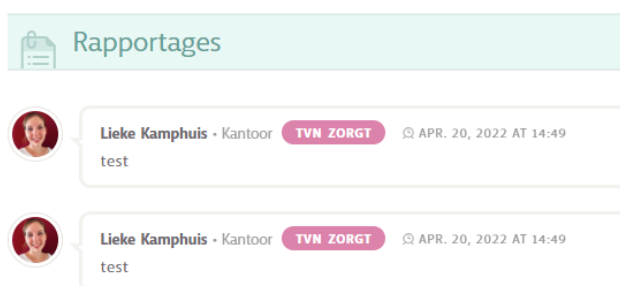 Rapportages
Lieke Kamphuis · Kantoor TVN ZORGT APR. 20, 2022 AT 14:49
test
Lieke Kamphuis · Kantoor TVN ZORGT APR. 20, 2022 AT 14:49
test